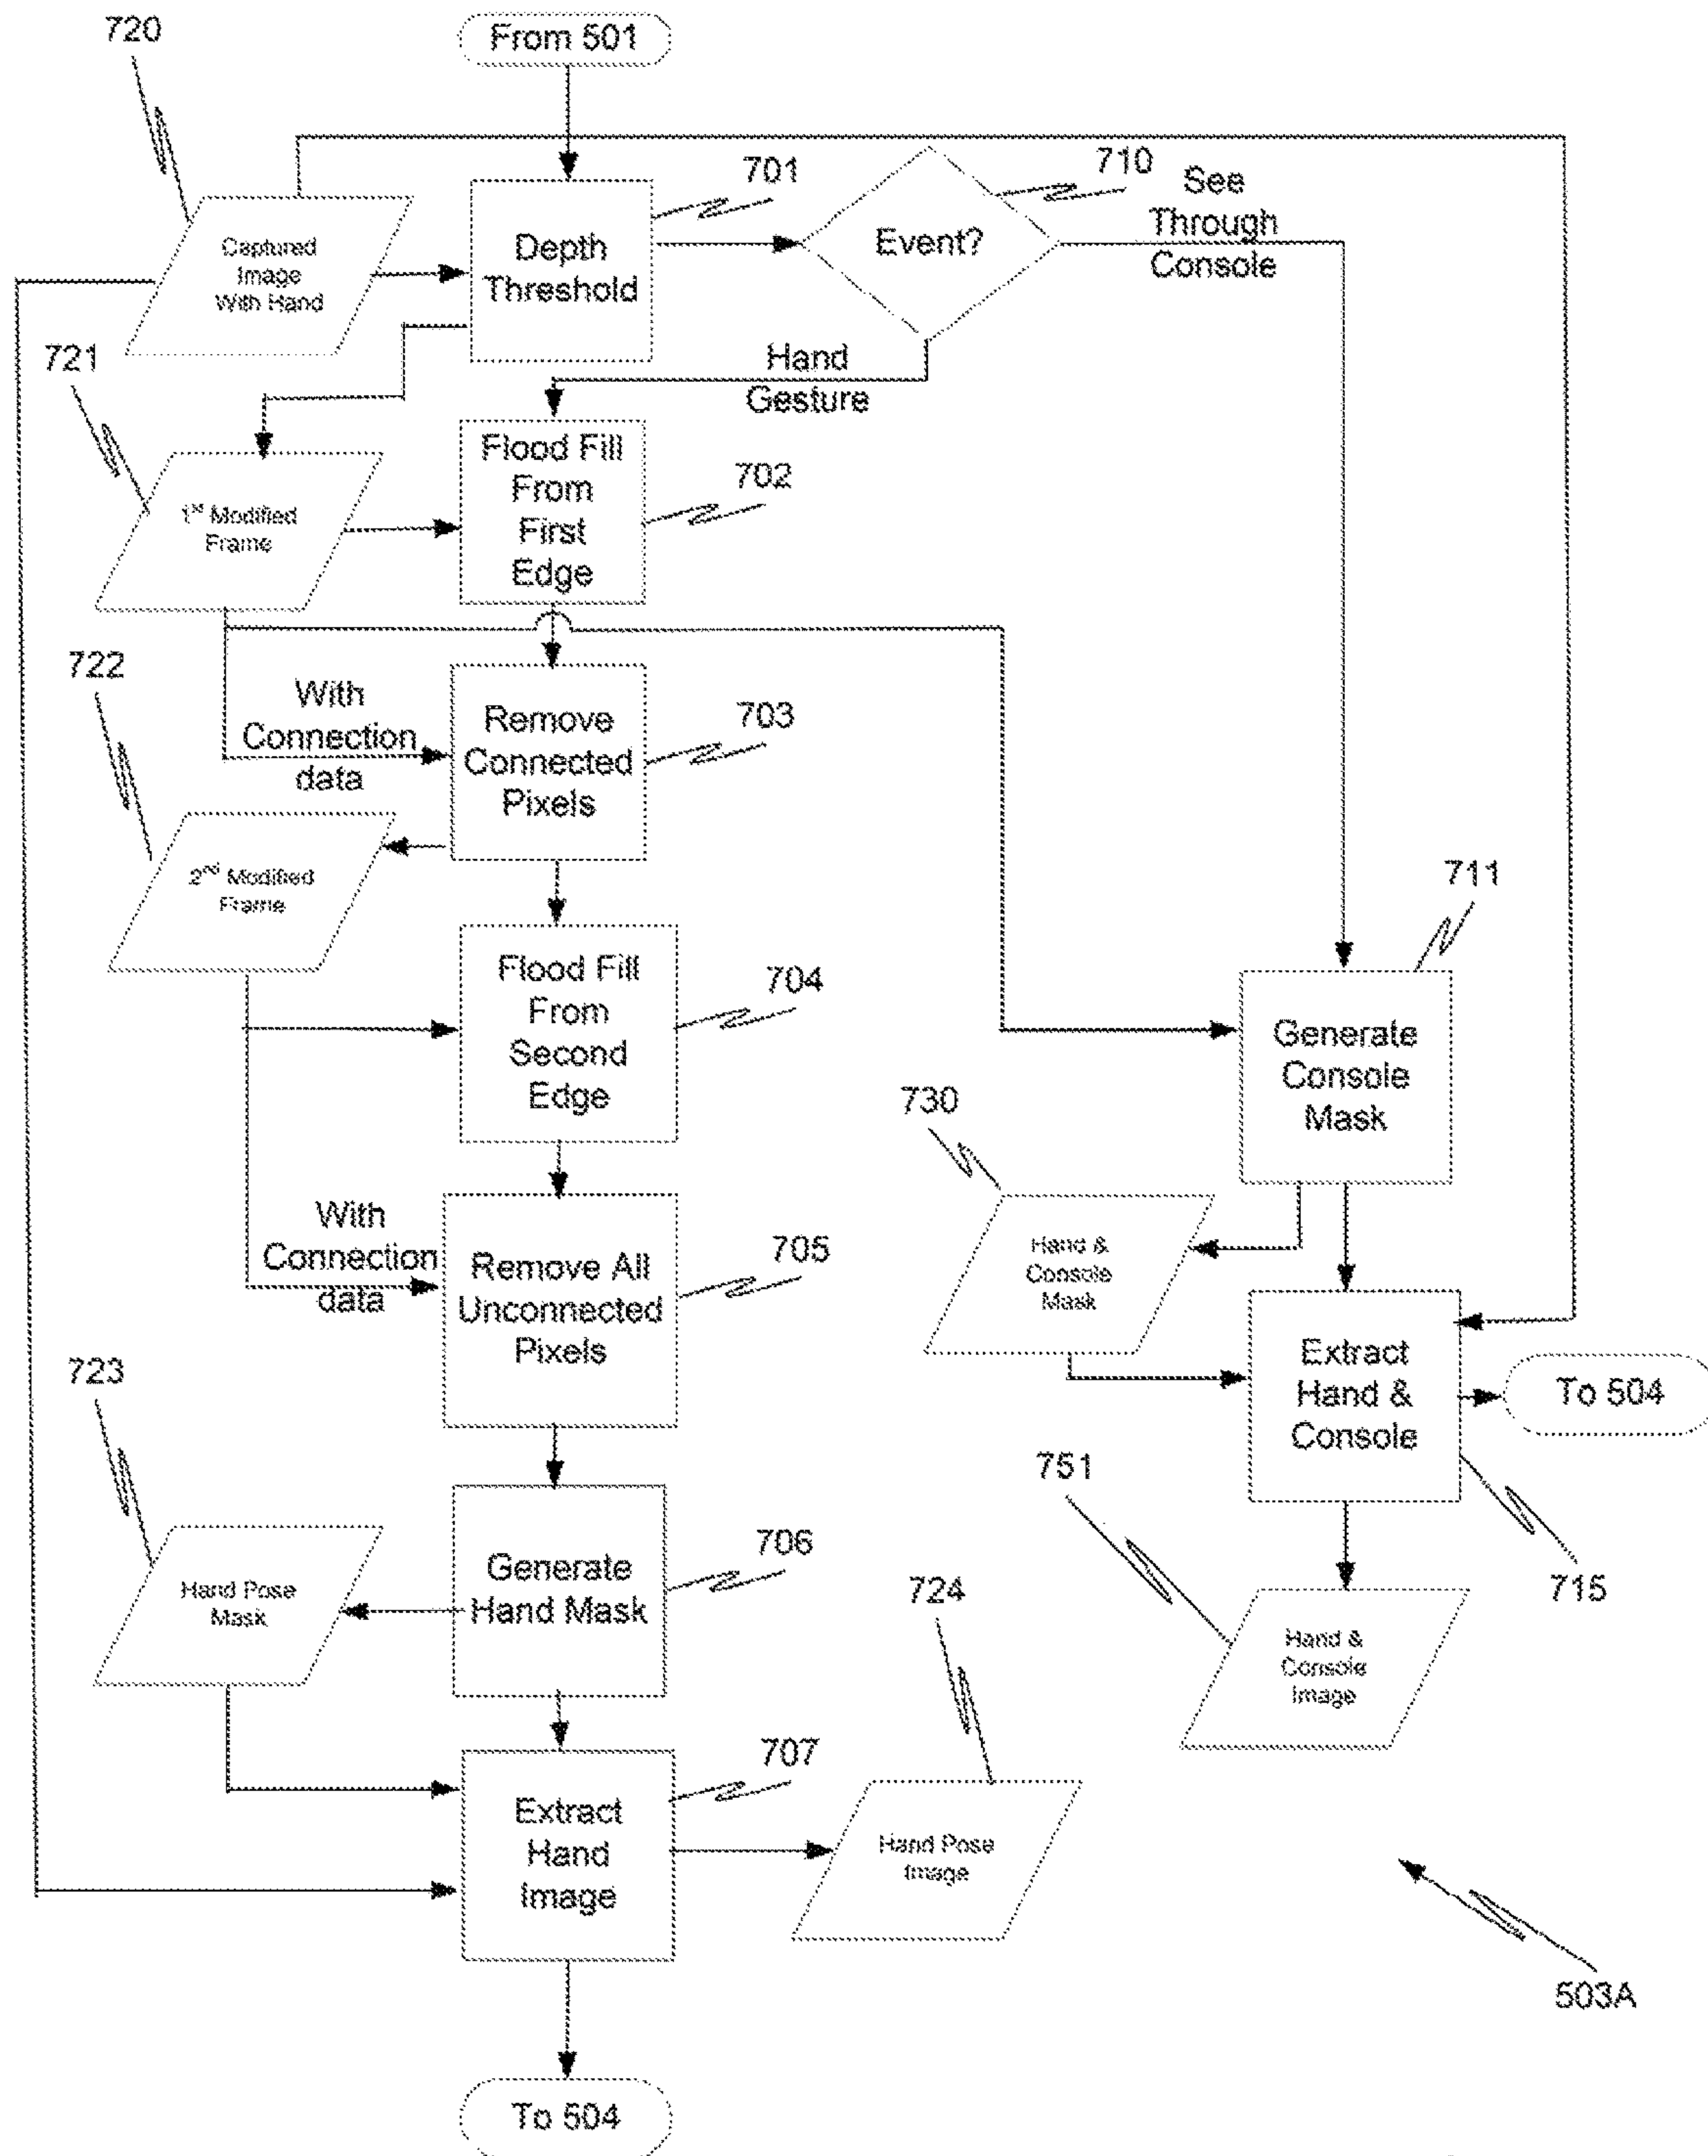 720
From 501
701
710
See
Through
Console
Captured
Image
With Hand
Depth
Threshold
Event?
721
Hand
Gesture
1st Modified
Frame
Flood Fill
From
First
Edge
702
722
With
Connection
data
Remove
Connected
Pixels
703
2nd Modified
Frame
711
Flood Fill
From
Second
Edge
704
Generate
Console
Mask
730
With
Connection
data
Remove All
Unconnected
Pixels
705
Hand &
Console
Mask
Extract
Hand &
Console
To 504
723
751
715
Hand Pose
Mask
Generate
Hand Mask
706
724
Hand &
Console
Image
707
Extract
Hand
Image
Hand Pose
Image
503A
To 504